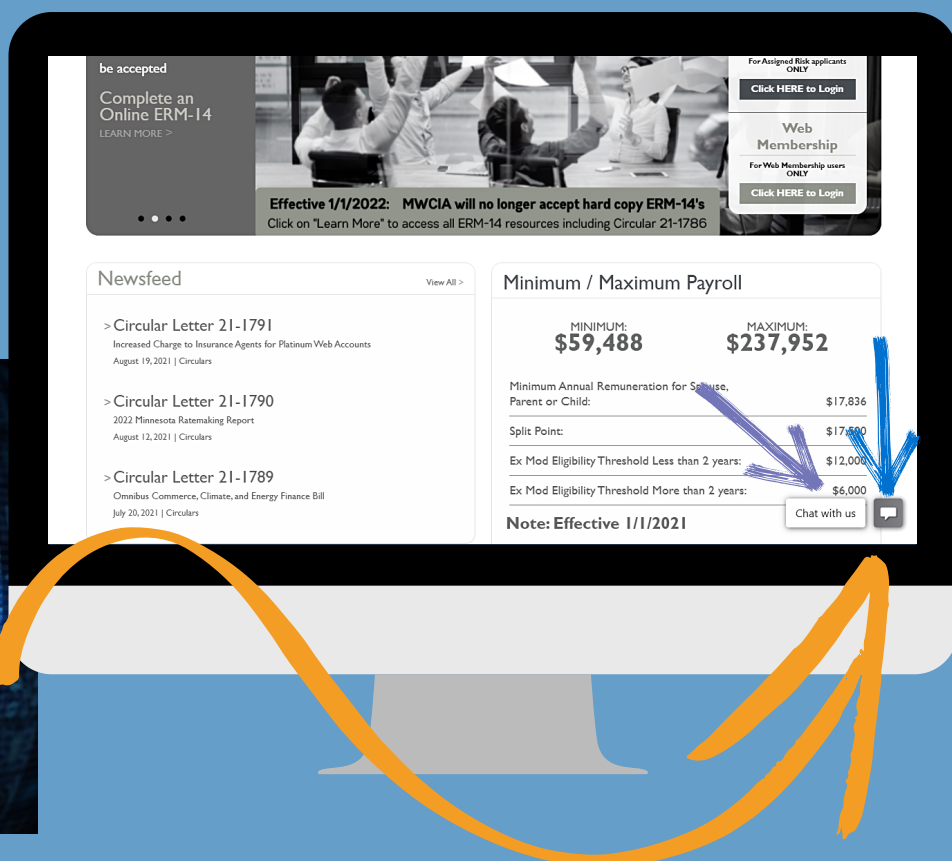 be accepted
Complete an
Online ERM-14
LEARN MORE >
For Assigned Risk applicants
ONLY
Click HERE to Login
Web
Membership
For Web Membership users
ONLY
Click HERE to Login
Effective 1/1/2022: MWCIA will no longer accept hard copy ERM-14's
Click on "Learn More" to access all ERM-14 resources including Circular 21-1786
Newsfeed
View All >
> Circular Letter 21-1791
Increased Charge to Insurance Agents for Platinum Web Accounts
August 19, 2021 | Circulars
> Circular Letter 21-1790
2022 Minnesota Ratemaking Report
August 12, 2021 | Circulars
> Circular Letter 21-1789
Omnibus Commerce, Climate, and Energy Finance Bill
July 20, 2021 | Circulars
Minimum / Maximum Payroll
MINIMUM: MAXIMUM:
$59,488 $237,952
Minimum Annual Remuneration for Spouse,
Parent or Child: $17,836
Split Point:
Ex Mod Eligibility Threshold Less than 2 years: $12,000
Ex Mod Eligibility Threshold More than 2 years: $6,000
Note: Effective 1/1/2021
Chat with us